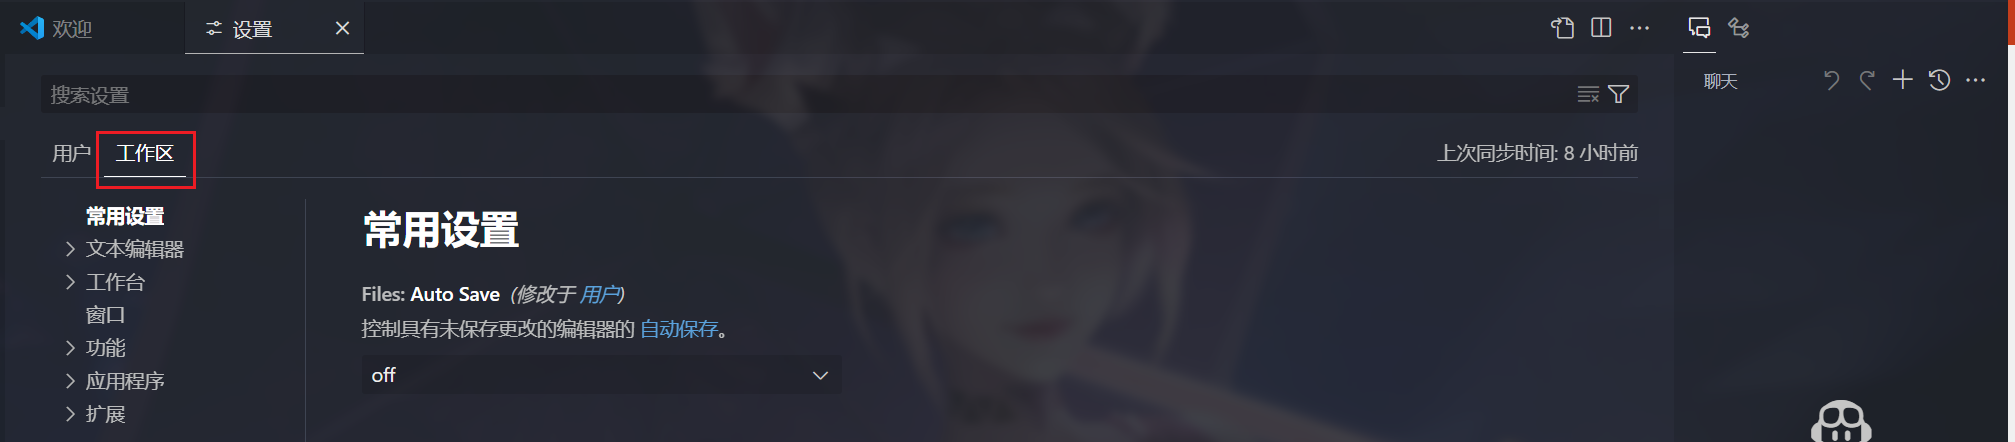 欢迎
设置
聊天
搜索设置
用户
工作区
上次同步时间: 8 小时前
常用设置
文本编辑器
工作台
窗口
功能
应用程序
扩展
常用设置
Files: Auto Save (修改于 用户)
控制具有未保存更改的编辑器的 自动保存。
off